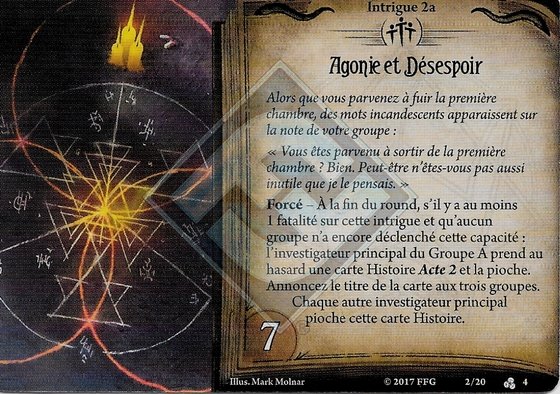 Intrigue 2a
Agonie et Désespoir
Alors que vous parvenez à fuir la première
chambre, des mots incandescents apparaissent sur
la note de votre groupe :
« Vous êtes parvenu à sortir de la première
chambre ? Bien. Peut-être n'êtes-vous pas aussi
inutile que je le pensais. »
Forcé – À la fin du round, s'il y a au moins
1 fatalité sur cette intrigue et qu'aucun
groupe n'a encore déclenché cette capacité :
l'investigateur principal du Groupe A prend au
hasard une carte Histoire Acte 2 et la pioche.
Annoncez le titre de la carte aux trois groupes.
Chaque autre investigateur principal
pioche cette carte Histoire.
7
Illus. Mark Molnar © 2017 FFG 2/20 4